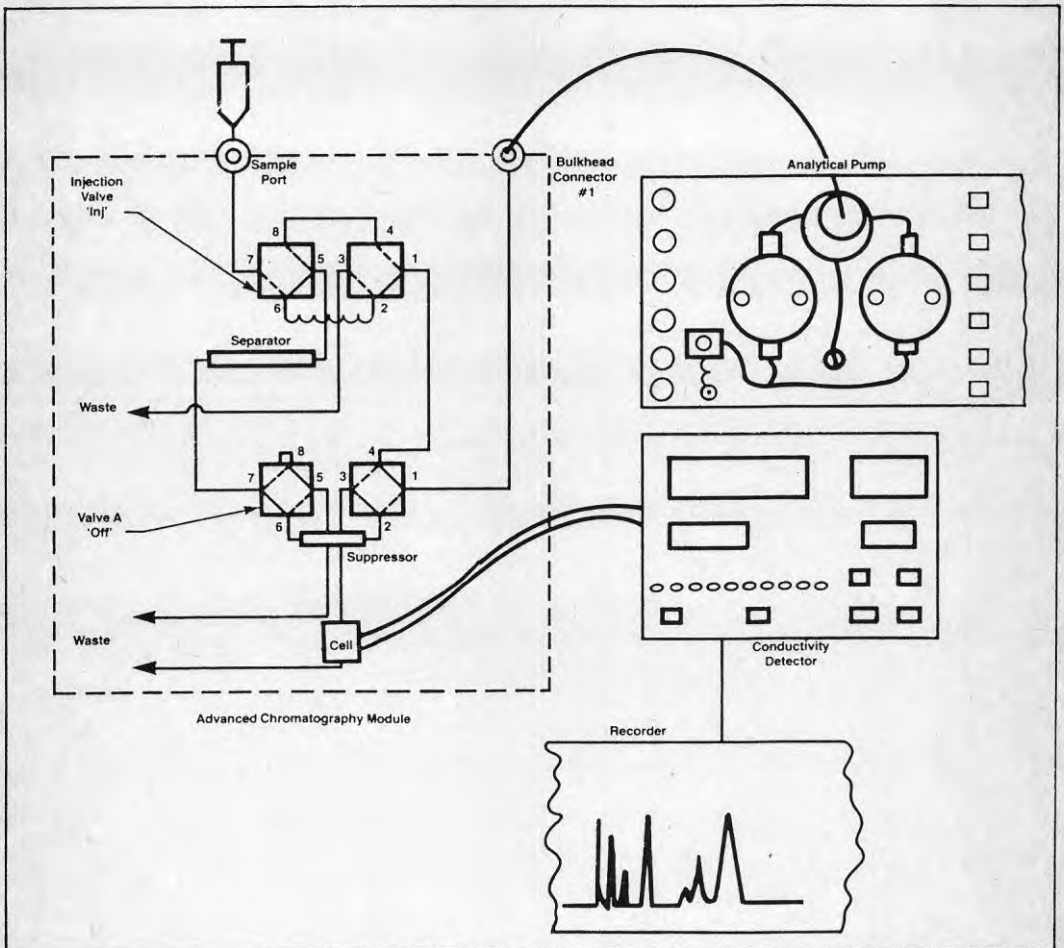 Sample
Port
Bulkhead
Connector
#1
Analytical Pump
Injection
Valve
'Inj'
8
4
7
5
3
1
6
2
Separator
Waste
8
4
7
5
3
1
6
2
Valve A
'Off'
Suppressor
Waste
Cell
Conductivity
Detector
Advanced Chromatography Module
Recorder